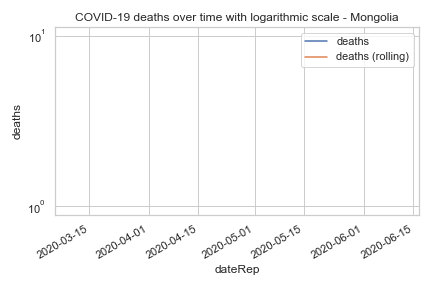 COVID-19 deaths over time with logarithmic scale - Mongolia
10¹
deaths
deaths (rolling)
deaths
10⁰
2020-03-15 2020-04-01 2020-04-15 2020-05-01 2020-05-15 2020-06-01 2020-06-15
dateRep